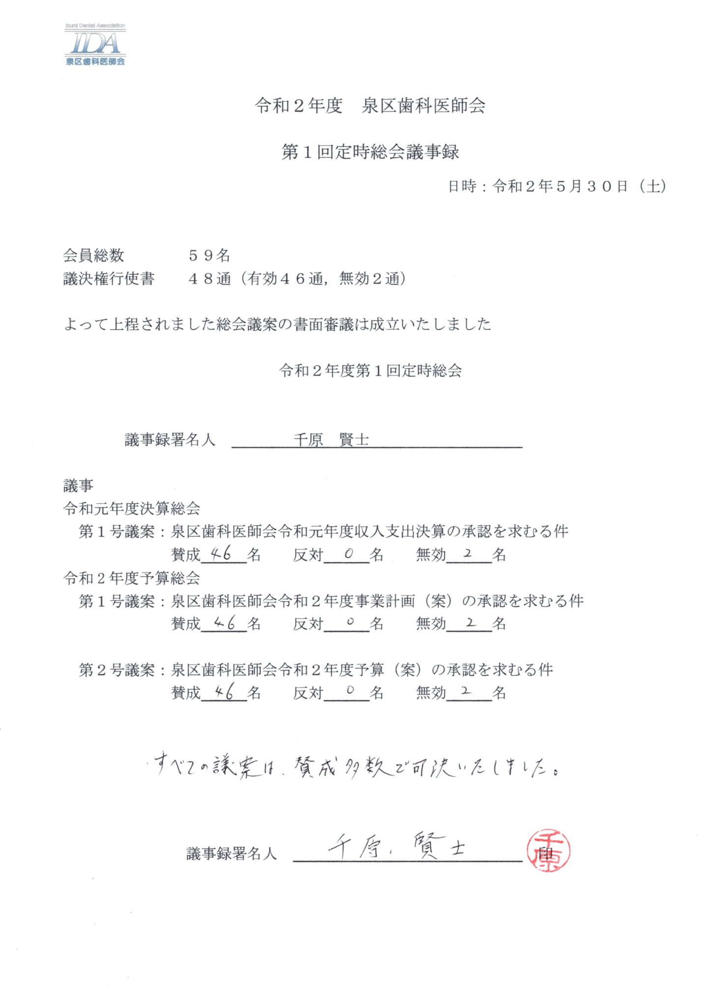 Izumi Dental Association
IDA
泉区歯科医師会
令和２年度　泉区歯科医師会
第１回定時総会議事録
日時：令和２年５月３０日（土）
会員総数　　　　５９名
議決権行使書　　４８通（有効４６通，無効２通）
よって上程されました総会議案の書面審議は成立いたしました
令和２年度第１回定時総会
議事録署名人　千原　賢士
議事
令和元年度決算総会
第１号議案：泉区歯科医師会令和元年度収入支出決算の承認を求むる件
賛成 46 名　　反対 0 名　　無効 2 名
令和２年度予算総会
第１号議案：泉区歯科医師会令和２年度事業計画（案）の承認を求むる件
賛成 46 名　　反対 0 名　　無効 2 名
第２号議案：泉区歯科医師会令和２年度予算（案）の承認を求むる件
賛成 46 名　　反対 0 名　　無効 2 名
すべての議案は、賛成多数で可決いたしました。
議事録署名人　千原　賢士　印
千原